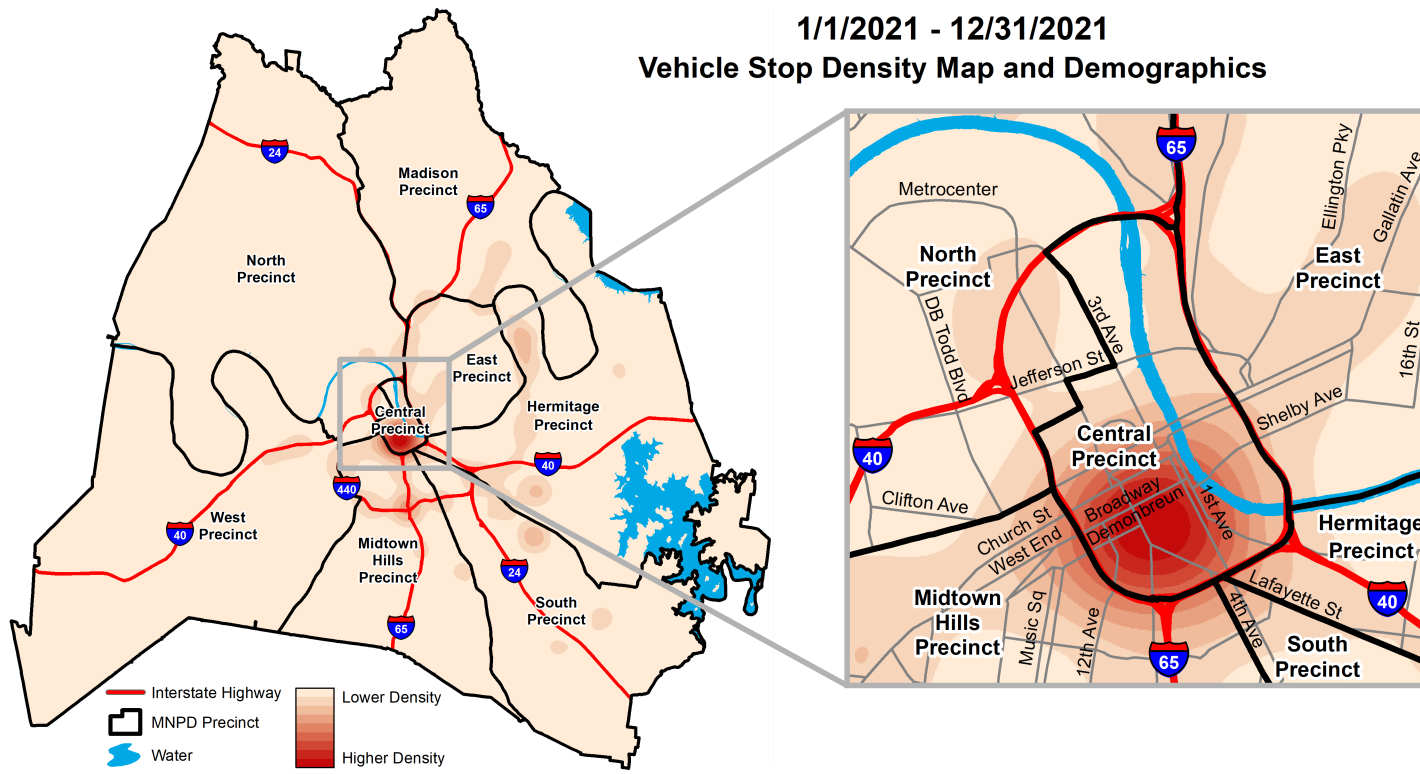 1/1/2021 - 12/31/2021
Vehicle Stop Density Map and Demographics
24
Madison
Precinct
65
North
Precinct
East
Precinct
Central
Precinct
Hermitage
Precinct
40
440
West
Precinct
40
Midtown
Hills
Precinct
24
South
Precinct
65
Interstate Highway
MNPD Precinct
Water
Lower Density
Higher Density
65
Metrocenter
Ellington Pky
Gallatin Ave
North
Precinct
East
Precinct
DB Todd Blvd
3rd Ave
Jefferson St
16th St
Shelby Ave
40
Central
Precinct
Clifton Ave
Broadway
Demonbreun
1st Ave
Church St
West End
Hermitage
Precinct
Midtown
Hills
Precinct
Music Sq
12th Ave
4th Ave
Lafayette St
40
South
Precinct
65